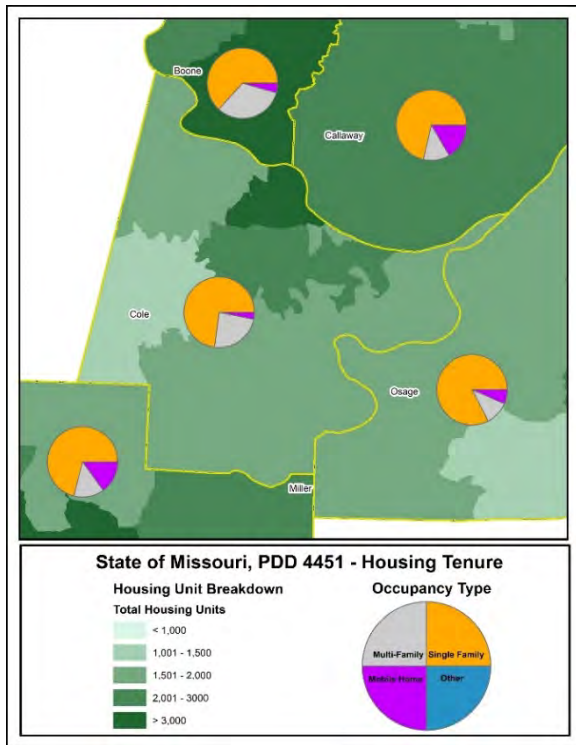 Boone
Callaway
Cole
Osage
Miller
State of Missouri, PDD 4451 - Housing Tenure
Housing Unit Breakdown
Total Housing Units
< 1,000
1,001 - 1,500
1,501 - 2,000
2,001 - 3000
> 3,000
Occupancy Type
Multi-Family
Single Family
Mobile Home
Other